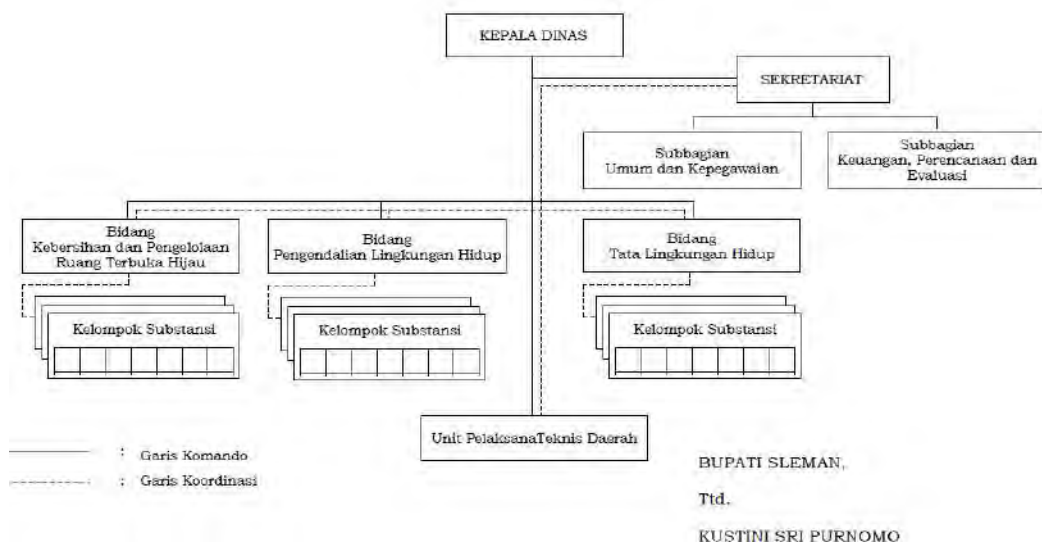 KEPALA DINAS
SEKRETARIAT
Subbagian
Umum dan Kepegawaian
Subbagian
Keuangan, Perencanaan dan
Evaluasi
Bidang
Kebersihan dan Pengelolaan
Ruang Terbuka Hijau
Bidang
Pengendalian Lingkungan Hidup
Bidang
Tata Lingkungan Hidup
Kelompok Substansi
Kelompok Substansi
Kelompok Substansi
Unit PelaksanaTeknis Daerah
: Garis Komando
: Garis Koordinasi
BUPATI SLEMAN,
Ttd.
KUSTINI SRI PURNOMO